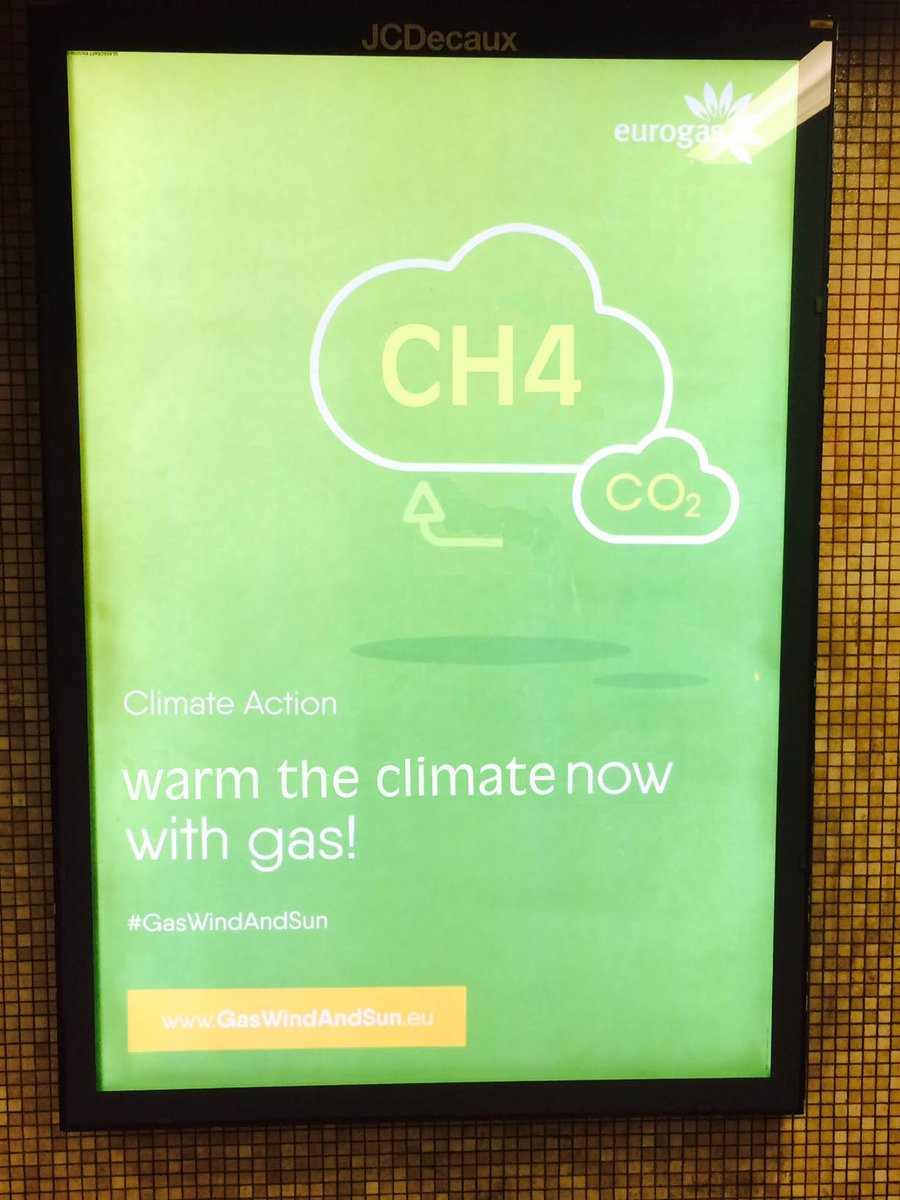 JCDecaux
eurogas
CH4
CO₂
Climate Action
warm the climate now
with gas!
#GasWindAndSun
www.GasWindAndSun.eu